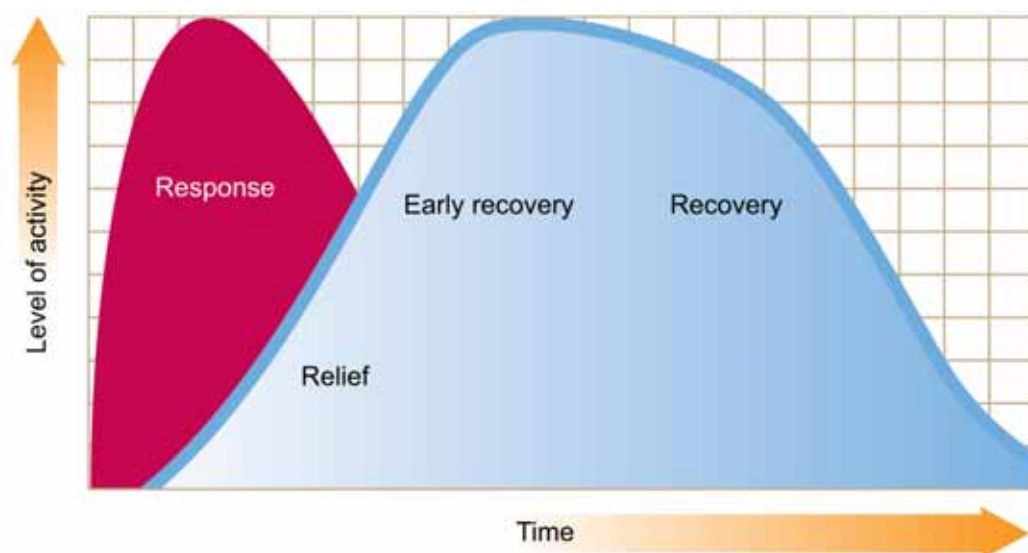 Level of activity
Response
Early recovery
Recovery
Relief
Time